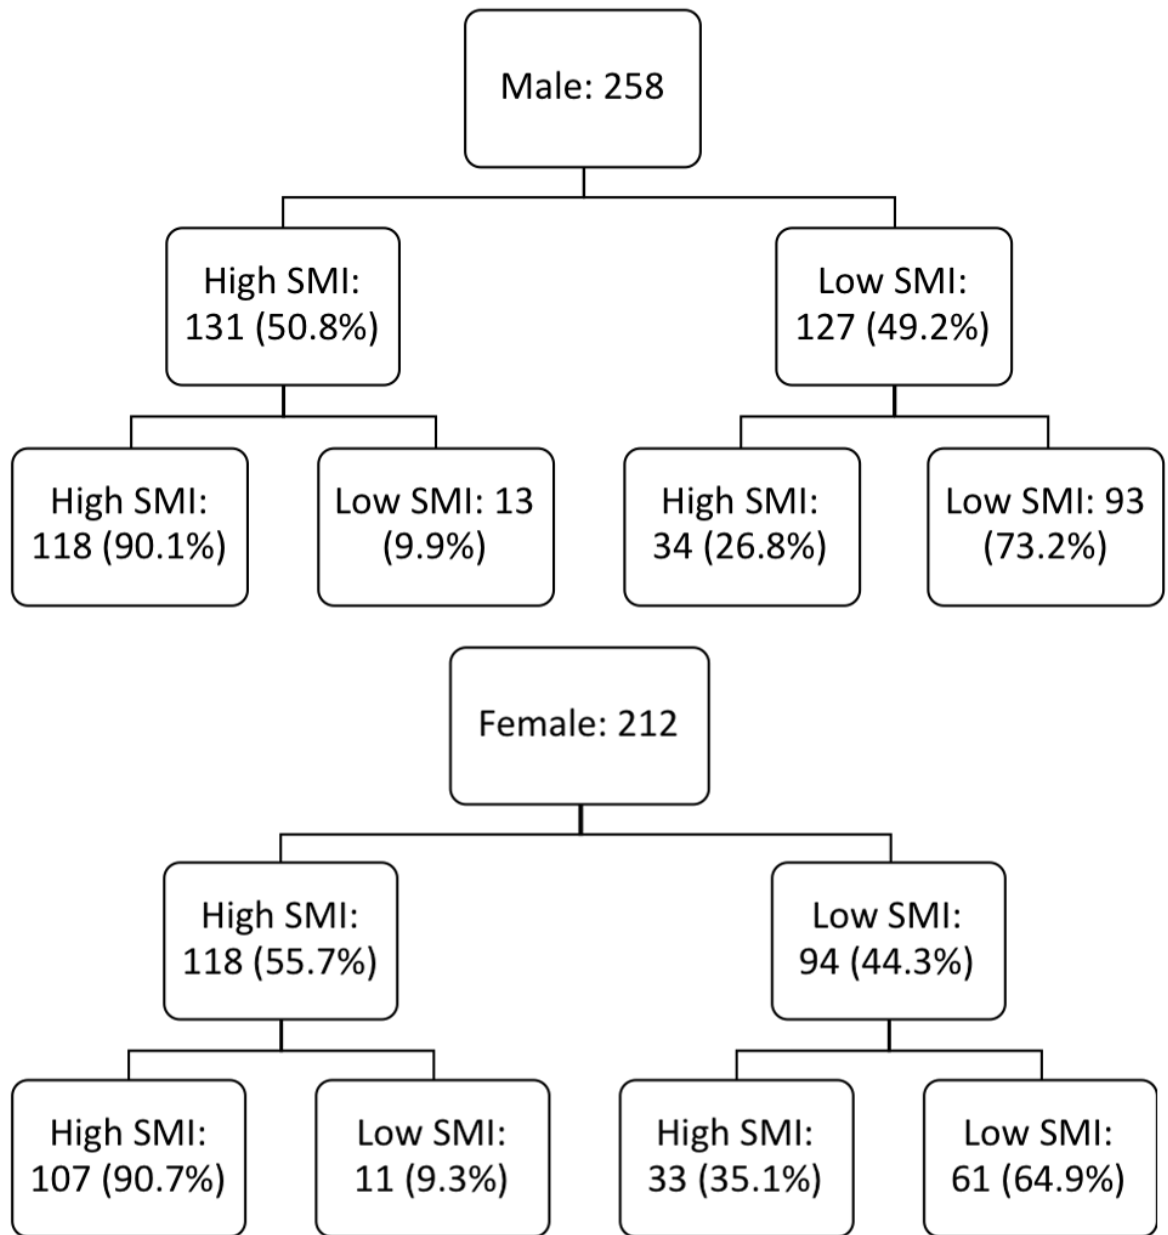 Male: 258
High SMI:
131 (50.8%)
Low SMI:
127 (49.2%)
High SMI:
118 (90.1%)
Low SMI: 13
(9.9%)
High SMI:
34 (26.8%)
Low SMI: 93
(73.2%)
Female: 212
High SMI:
118 (55.7%)
Low SMI:
94 (44.3%)
High SMI:
107 (90.7%)
Low SMI:
11 (9.3%)
High SMI:
33 (35.1%)
Low SMI:
61 (64.9%)